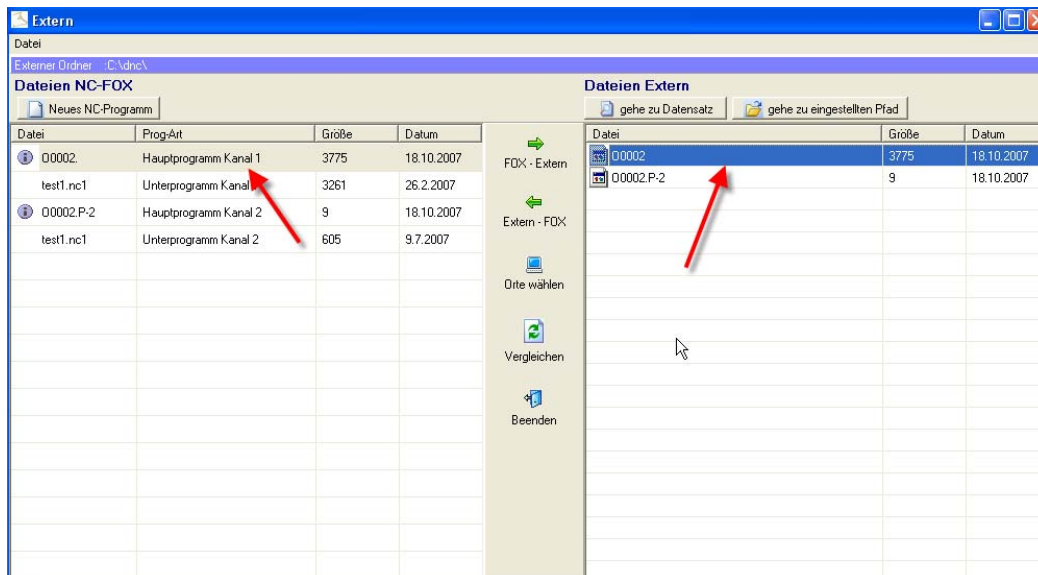 Extern
Datei
Externer Ordner :C:\dnc\
Dateien NC-FOX
Neues NC-Programm
Datei Prog-Art Größe Datum
O0002. Hauptprogramm Kanal 1 3775 18.10.2007
test1.nc1 Unterprogramm Kanal 3261 26.2.2007
O0002.P-2 Hauptprogramm Kanal 2 9 18.10.2007
test1.nc1 Unterprogramm Kanal 2 605 9.7.2007
FOX - Extern
Extern - FOX
Orte wählen
Vergleichen
Beenden
Dateien Extern
gehe zu Datensatz gehe zu eingestellten Pfad
Datei Größe Datum
O0002 3775 18.10.2007
O0002.P-2 9 18.10.2007